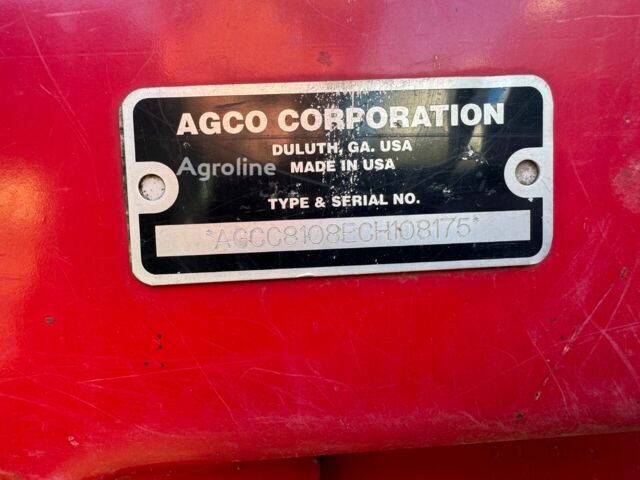 AGCO CORPORATION
DULUTH, GA. USA
MADE IN USA
Agroline
TYPE & SERIAL NO.
*AGCC8108ECH108175*